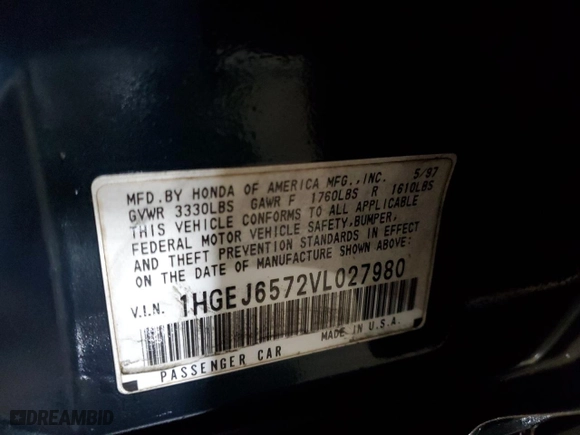 MFD. BY HONDA OF AMERICA MFG., INC. 5/97
GVWR 3330LBS GAWR F 1760LBS R 1610LBS
THIS VEHICLE CONFORMS TO ALL APPLICABLE
FEDERAL MOTOR VEHICLE SAFETY, BUMPER,
AND THEFT PREVENTION STANDARDS IN EFFECT
ON THE DATE OF MANUFACTURE SHOWN ABOVE.
V.I.N. 1HGEJ6572VL027980
PASSENGER CAR MADE IN U.S.A.
DREAMBID